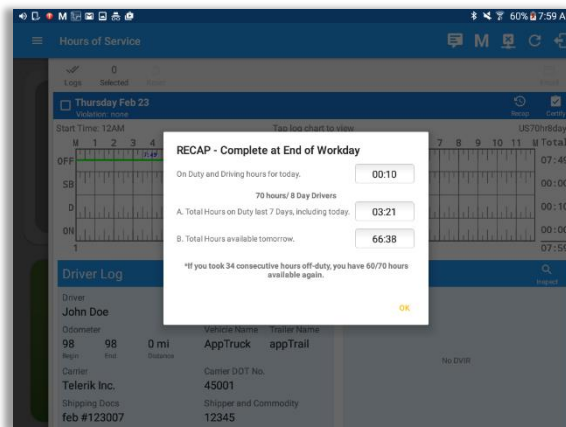 60% 7:59 A
Hours of Service
M
0
Logs Selected
Thursday Feb 23
Violation: none
Recap Certify
Start Time: 12AM Tap log chart to view US70hr8day
M 1 2 3 4 7 8 9 10 11 M Total
OFF 07:49
SB 00:00
D 00:10
ON 00:00
1 07:59
RECAP - Complete at End of Workday
On Duty and Driving hours for today. 00:10
70 hours/ 8 Day Drivers
A. Total Hours on Duty last 7 Days, including today. 03:21
B. Total Hours available tomorrow. 66:38
*If you took 34 consecutive hours off-duty, you have 60/70 hours
available again.
OK
Driver Log
Inspect
Driver
John Doe
Odometer Vehicle Name Trailer Name
98 98 0 mi AppTruck appTrail
Begin End Distance
No DVIR
Carrier Carrier DOT No.
Telerik Inc. 45001
Shipping Docs Shipper and Commodity
feb #123007 12345